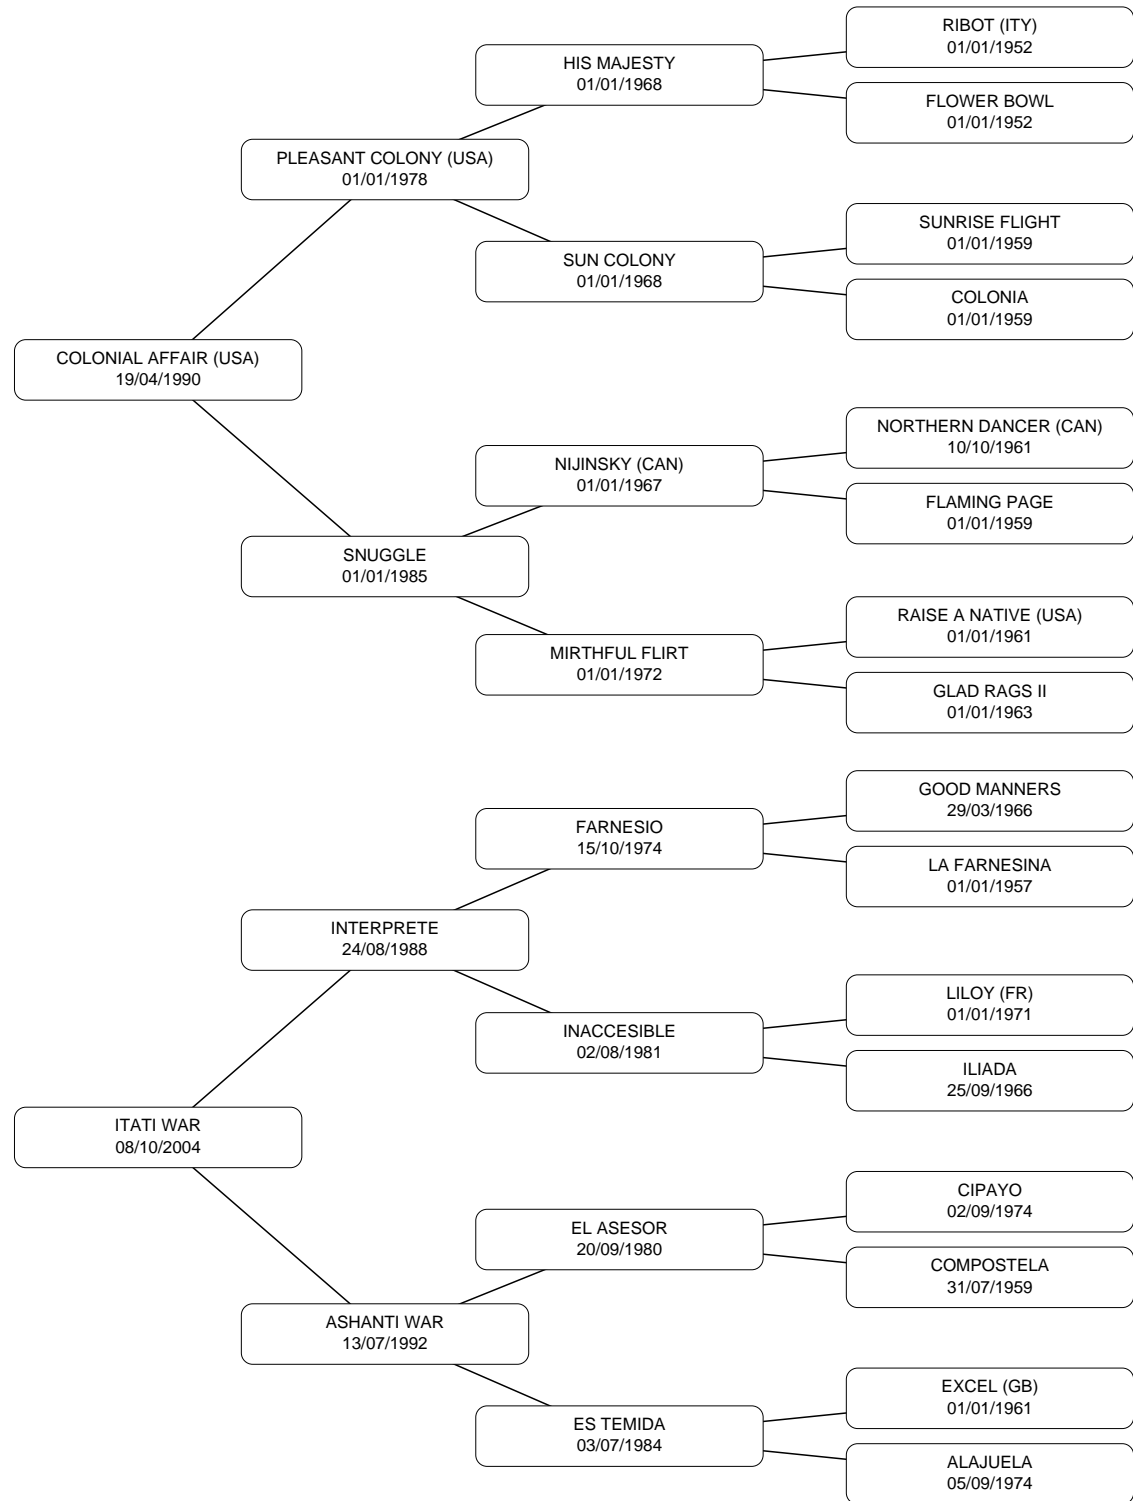 RIBOT (ITY)
01/01/1952
HIS MAJESTY
01/01/1968
FLOWER BOWL
01/01/1952
PLEASANT COLONY (USA)
01/01/1978
SUNRISE FLIGHT
01/01/1959
SUN COLONY
01/01/1968
COLONIA
01/01/1959
COLONIAL AFFAIR (USA)
19/04/1990
NORTHERN DANCER (CAN)
10/10/1961
NIJINSKY (CAN)
01/01/1967
FLAMING PAGE
01/01/1959
SNUGGLE
01/01/1985
RAISE A NATIVE (USA)
01/01/1961
MIRTHFUL FLIRT
01/01/1972
GLAD RAGS II
01/01/1963
GOOD MANNERS
29/03/1966
FARNESIO
15/10/1974
LA FARNESINA
01/01/1957
INTERPRETE
24/08/1988
LILOY (FR)
01/01/1971
INACCESIBLE
02/08/1981
ILIADA
25/09/1966
ITATI WAR
08/10/2004
CIPAYO
02/09/1974
EL ASESOR
20/09/1980
COMPOSTELA
31/07/1959
ASHANTI WAR
13/07/1992
EXCEL (GB)
01/01/1961
ES TEMIDA
03/07/1984
ALAJUELA
05/09/1974